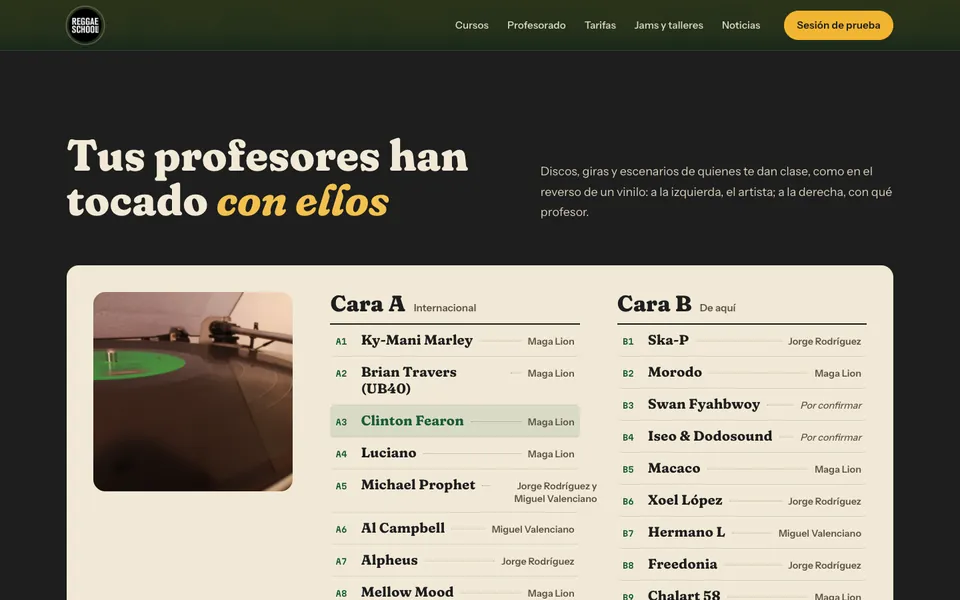 REGGAE
SCHOOL
Cursos
Profesorado
Tarifas
Jams y talleres
Noticias
Sesión de prueba
Tus profesores han
tocado con ellos
Discos, giras y escenarios de quienes te dan clase, como en el
reverso de un vinilo: a la izquierda, el artista; a la derecha, con qué
profesor.
Cara A Internacional
A1 Ky-Mani Marley Maga Lion
A2 Brian Travers
(UB40) Maga Lion
A3 Clinton Fearon Maga Lion
A4 Luciano Maga Lion
A5 Michael Prophet Jorge Rodríguez y
Miguel Valenciano
A6 Al Campbell Miguel Valenciano
A7 Alpheus Jorge Rodríguez
A8 Mellow Mood Maga Lion
Cara B De aquí
B1 Ska-P Jorge Rodríguez
B2 Morodo Maga Lion
B3 Swan Fyahbwoy Por confirmar
B4 Iseo & Dodosound Por confirmar
B5 Macaco Maga Lion
B6 Xoel López Jorge Rodríguez
B7 Hermano L Miguel Valenciano
B8 Freedonia Jorge Rodríguez
B9 Chalart 58 Maga Lion